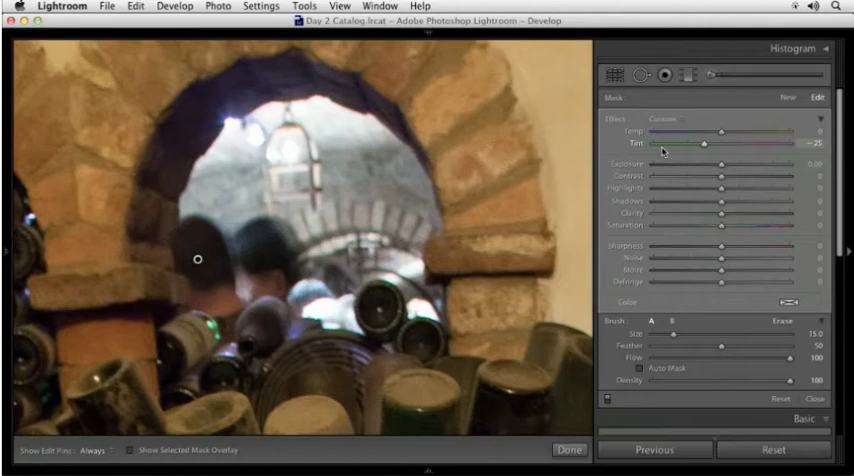 Lightroom File Edit Develop Photo Settings Tools View Window Help
Day 2 Catalog.lrcat – Adobe Photoshop Lightroom – Develop
Histogram
Mask : New Edit
Effect : Custom
Temp 0
Tint – 25
Exposure 0.00
Contrast 0
Highlights 0
Shadows 0
Clarity 0
Saturation 0
Sharpness 0
Noise 0
Moiré 0
Defringe 0
Color
Brush : A B Erase
Size 15.0
Feather 50
Flow 100
Auto Mask
Density 100
Reset Close
Basic
Show Edit Pins : Always Show Selected Mask Overlay Done Previous Reset